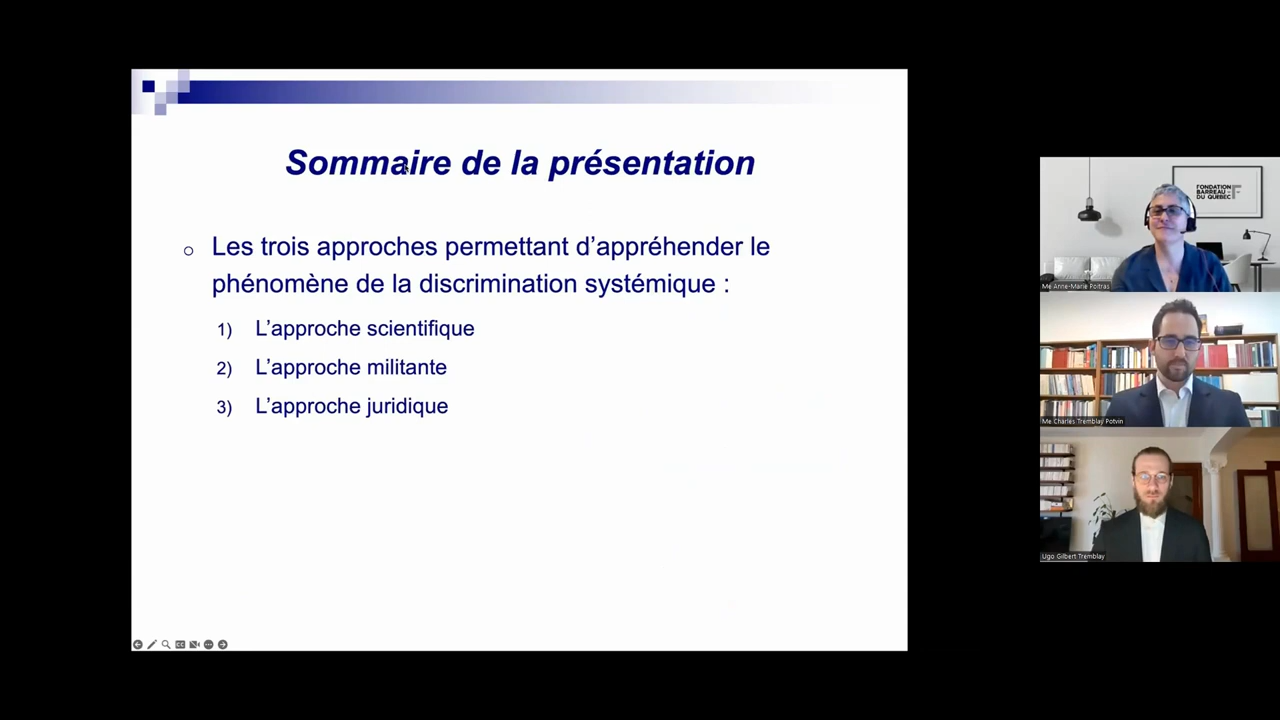 Sommaire de la présentation
o Les trois approches permettant d’appréhender le
phénomène de la discrimination systémique :
1) L’approche scientifique
2) L’approche militante
3) L’approche juridique
FONDATION
BARREAU
DU QUÉBEC
Me Anne-Marie Poitras
Me Charles Tremblay Potvin
Ugo Gilbert Tremblay